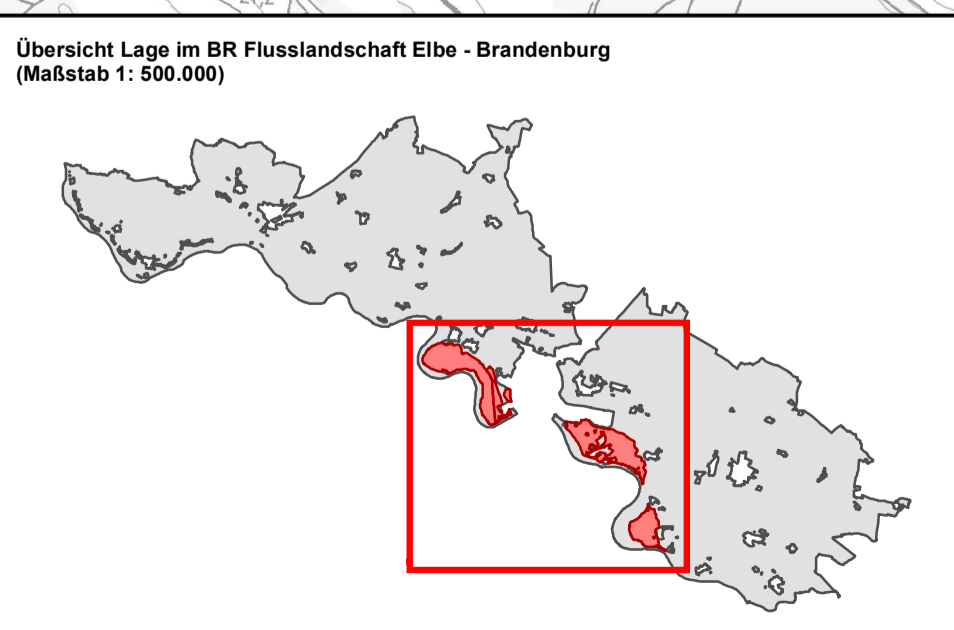 Übersicht Lage im BR Flusslandschaft Elbe - Brandenburg
(Maßstab 1: 500.000)